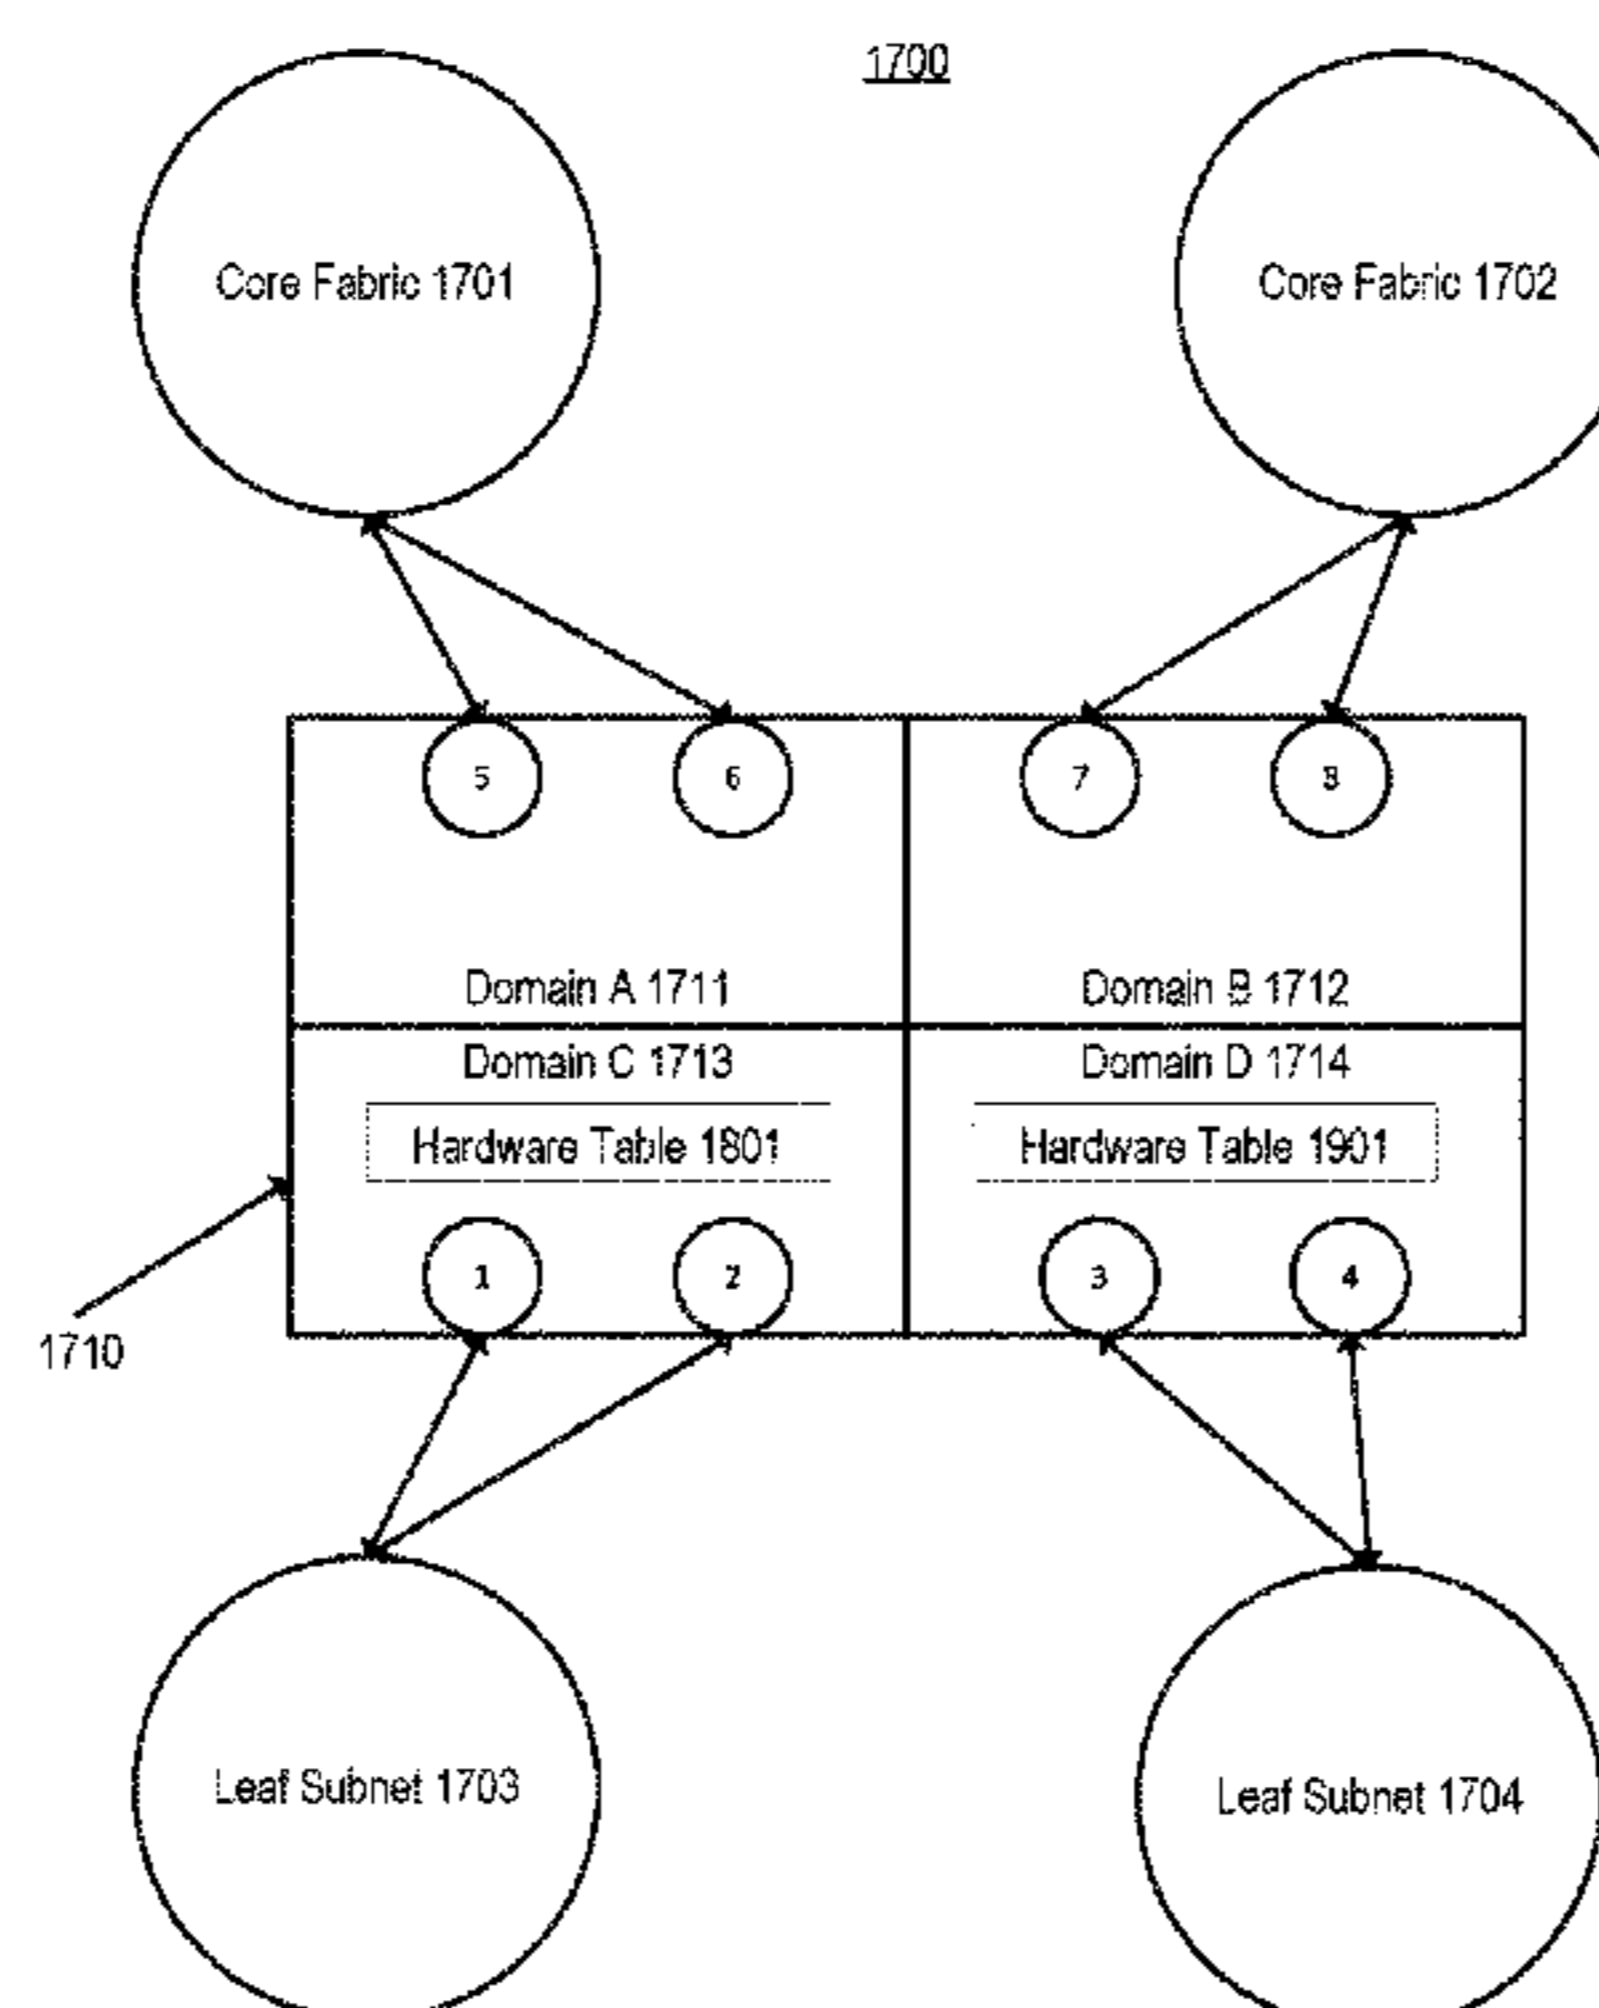 1700
Core Fabric 1701
Core Fabric 1702
5
6
7
8
Domain A 1711
Domain B 1712
Domain C 1713
Domain D 1714
Hardware Table 1801
Hardware Table 1901
1
2
3
4
1710
Leaf Subnet 1703
Leaf Subnet 1704